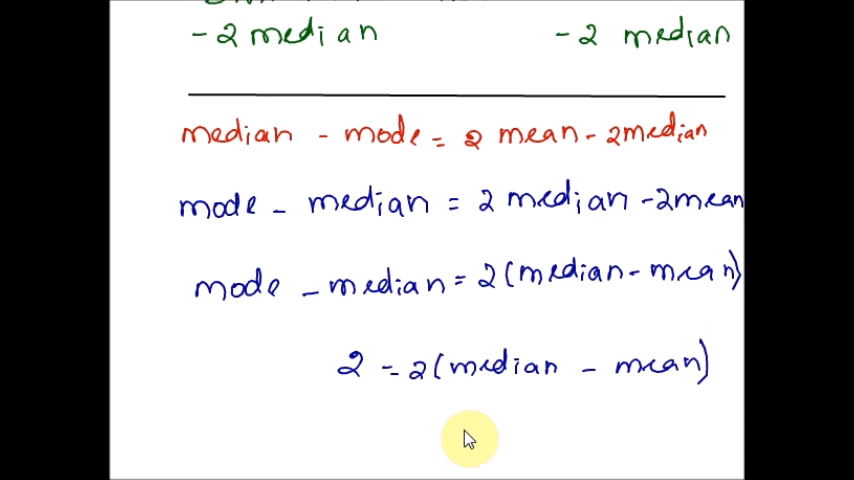 - 2 median - 2 median
median - mode = 2 mean - 2median
mode - median = 2 median - 2mean
mode - median = 2(median - mean)
2 = 2(median - mean)